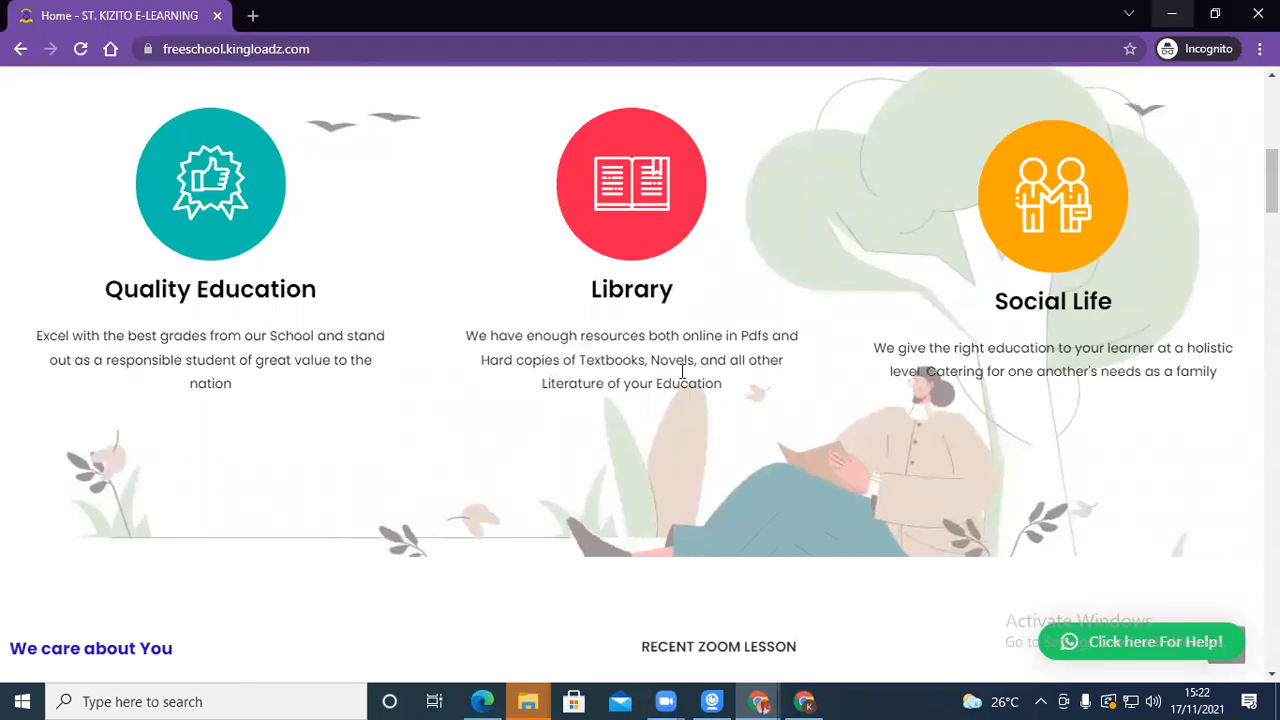 Home - ST. KIZITO E-LEARNING
freeschool.kingloadz.com
Incognito
Quality Education
Excel with the best grades from our School and stand
out as a responsible student of great value to the
nation
Library
We have enough resources both online in Pdfs and
Hard copies of Textbooks, Novels, and all other
Literature of your Education
Social Life
We give the right education to your learner at a holistic
level. Catering for one another's needs as a family
We care about You
RECENT ZOOM LESSON
Activate Windows
Go to
Click here For Help!
Type here to search
26°C
15:22
17/11/2021